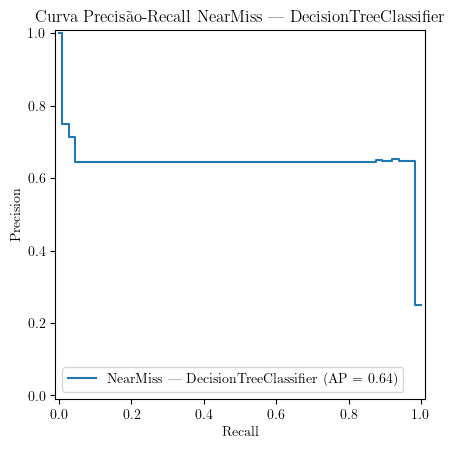 Curva Precisão-Recall NearMiss — DecisionTreeClassifier
1.0
0.8
0.6
0.4
0.2
0.0
Precision
NearMiss — DecisionTreeClassifier (AP = 0.64)
0.0 0.2 0.4 0.6 0.8 1.0
Recall